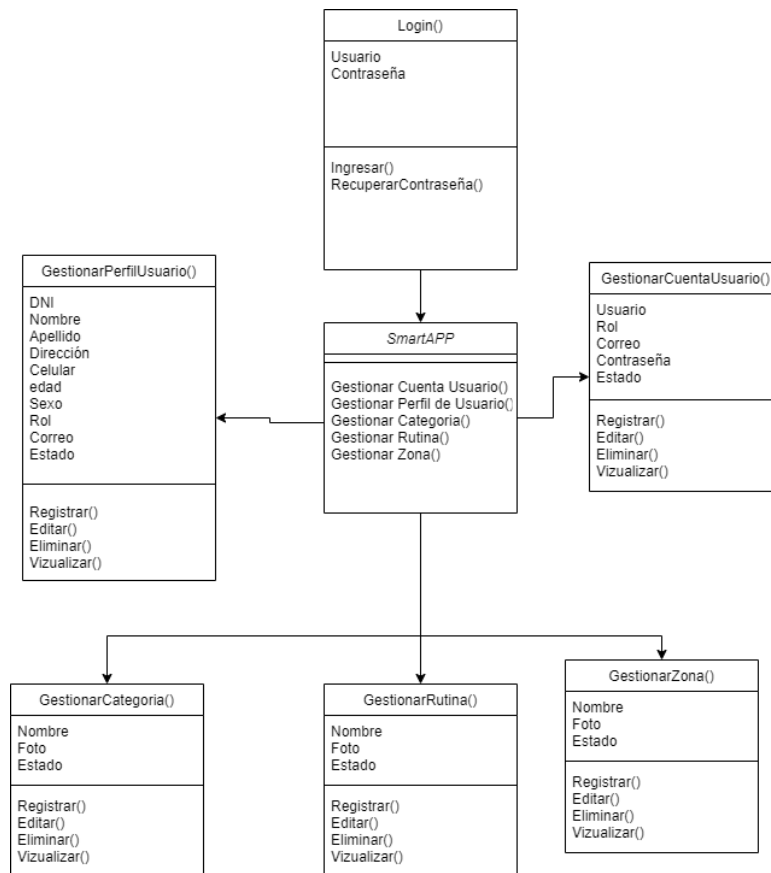 Login()
Usuario
Contraseña
Ingresar()
RecuperarContraseña()
GestionarPerfilUsuario()
DNI
Nombre
Apellido
Dirección
Celular
edad
Sexo
Rol
Correo
Estado
Registrar()
Editar()
Eliminar()
Vizualizar()
SmartAPP
Gestionar Cuenta Usuario()
Gestionar Perfil de Usuario()
Gestionar Categoria()
Gestionar Rutina()
Gestionar Zona()
GestionarCuentaUsuario()
Usuario
Rol
Correo
Contraseña
Estado
Registrar()
Editar()
Eliminar()
Vizualizar()
GestionarCategoria()
Nombre
Foto
Estado
Registrar()
Editar()
Eliminar()
Vizualizar()
GestionarRutina()
Nombre
Foto
Estado
Registrar()
Editar()
Eliminar()
Vizualizar()
GestionarZona()
Nombre
Foto
Estado
Registrar()
Editar()
Eliminar()
Vizualizar()